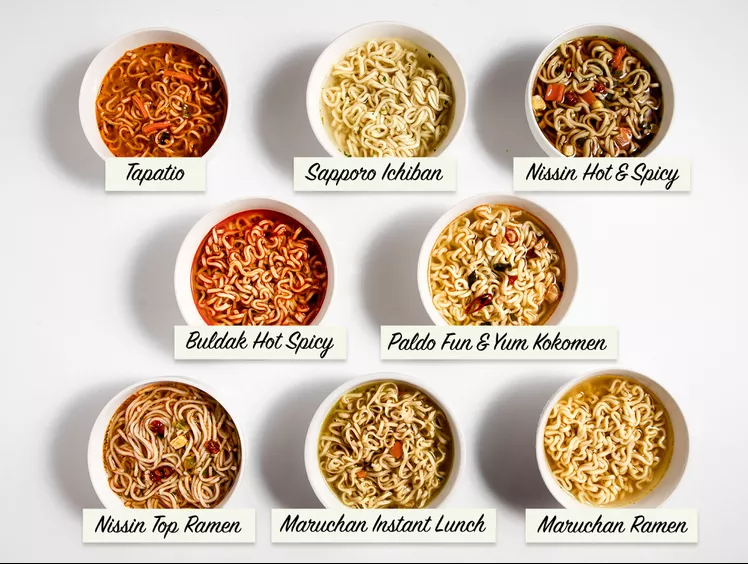 Tapatio
Sapporo Ichiban
Nissin Hot & Spicy
Buldak Hot Spicy
Paldo Fun & Yum Kokomen
Nissin Top Ramen
Maruchan Instant Lunch
Maruchan Ramen